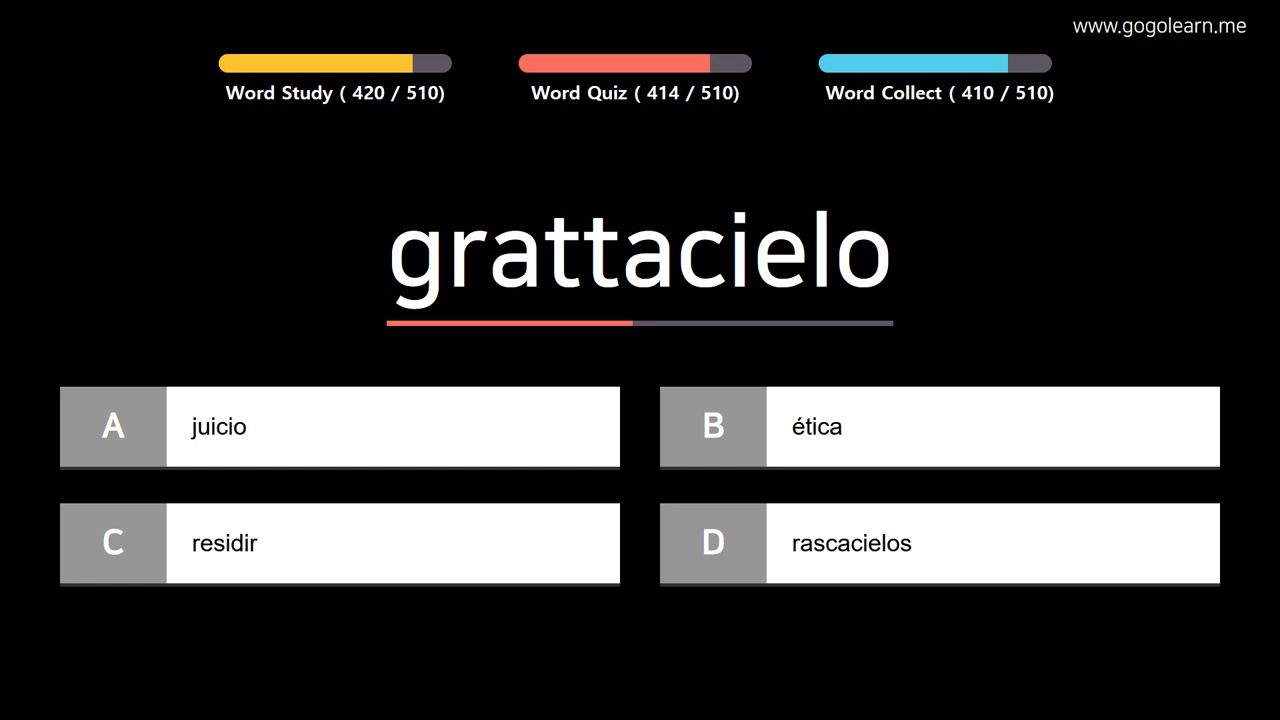 www.gogolearn.me
Word Study ( 420 / 510)
Word Quiz ( 414 / 510)
Word Collect ( 410 / 510)
grattacielo
A
juicio
B
ética
C
residir
D
rascacielos